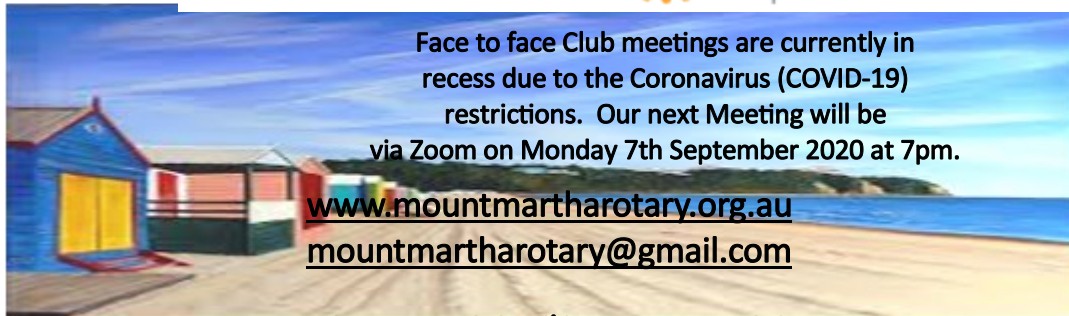 Face to face Club meetings are currently in
recess due to the Coronavirus (COVID-19)
restrictions.  Our next Meeting will be
via Zoom on Monday 7th September 2020 at 7pm.
www.mountmartharotary.org.au
mountmartharotary@gmail.com